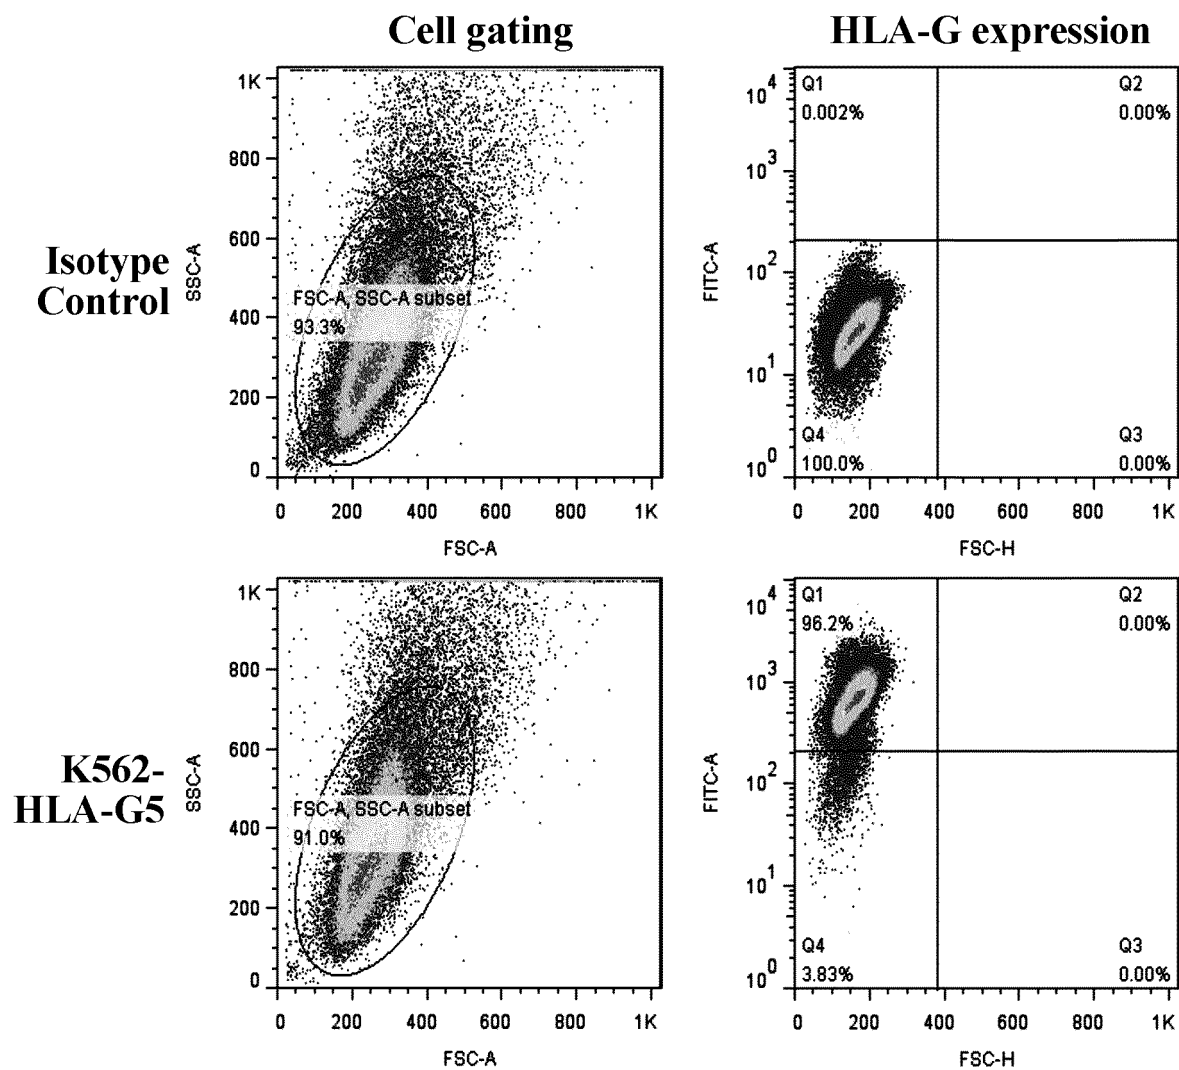 Cell gating
HLA-G expression
Isotype
Control
SSC-A
1K
800
600
400
200
0
FSC-A, SSC-A subset
93.3%
0 200 400 600 800 1K
FSC-A
FITC-A
10^4
10^3
10^2
10^1
10^0
Q1
0.002%
Q2
0.00%
Q4
100.0%
Q3
0.00%
0 200 400 600 800 1K
FSC-H
K562-
HLA-G5
SSC-A
1K
800
600
400
200
0
FSC-A, SSC-A subset
91.0%
0 200 400 600 800 1K
FSC-A
FITC-A
10^4
10^3
10^2
10^1
10^0
Q1
96.2%
Q2
0.00%
Q4
3.83%
Q3
0.00%
0 200 400 600 800 1K
FSC-H